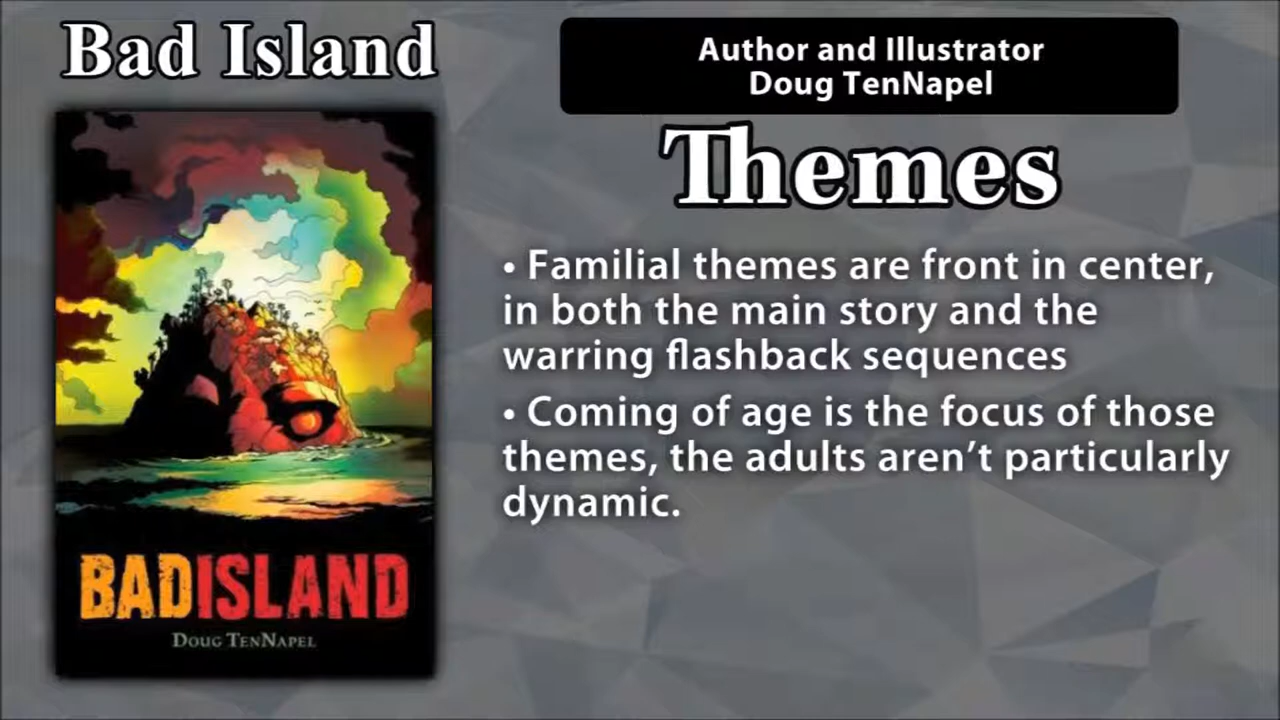 Bad Island
Author and Illustrator
Doug TenNapel
Themes
• Familial themes are front in center,
in both the main story and the
warring flashback sequences
• Coming of age is the focus of those
themes, the adults aren’t particularly
dynamic.
BADISLAND
DOUG TENNAPEL